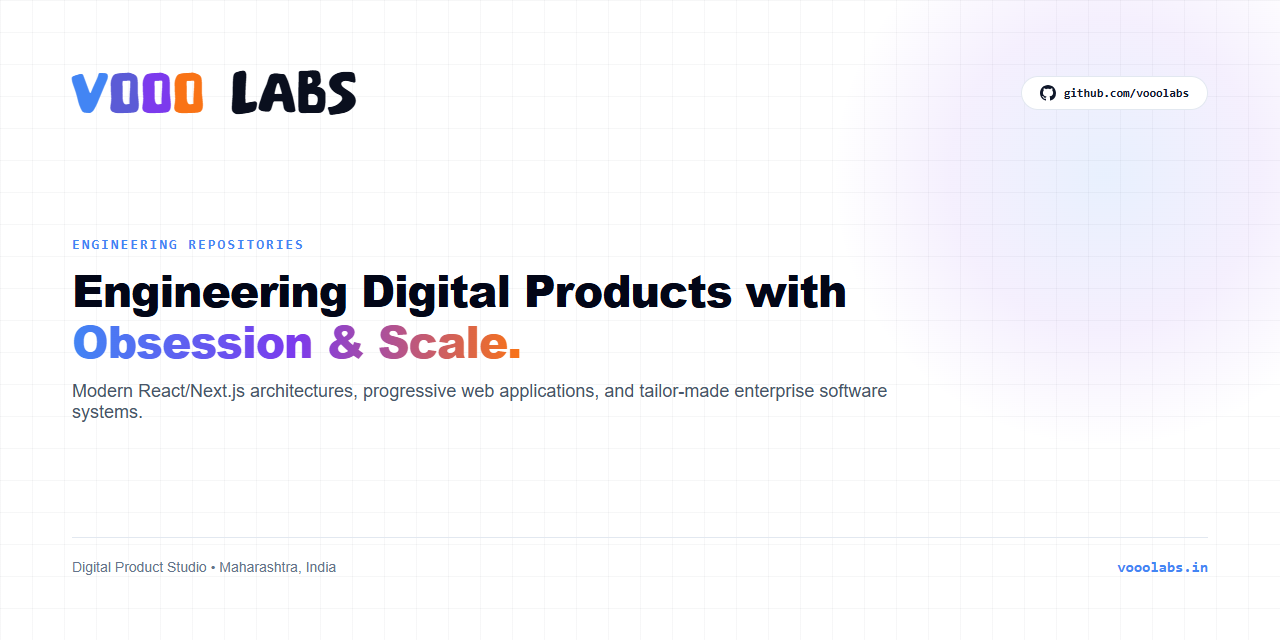 VOOO LABS
github.com/vooolabs
ENGINEERING REPOSITORIES
Engineering Digital Products with
Obsession & Scale.
Modern React/Next.js architectures, progressive web applications, and tailor-made enterprise software
systems.
Digital Product Studio • Maharashtra, India
vooolabs.in